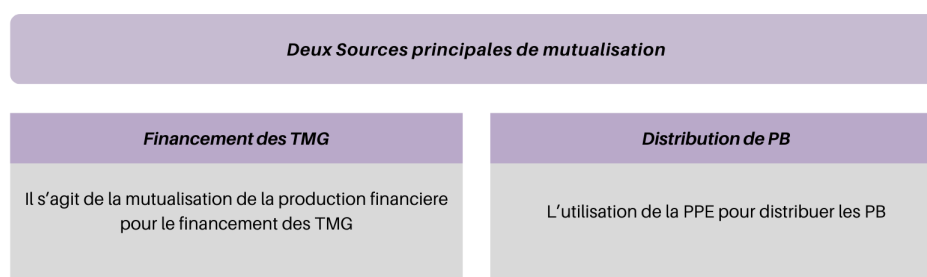 Deux Sources principales de mutualisation
Financement des TMG
Il s’agit de la mutualisation de la production financiere
pour le financement des TMG
Distribution de PB
L’utilisation de la PPE pour distribuer les PB